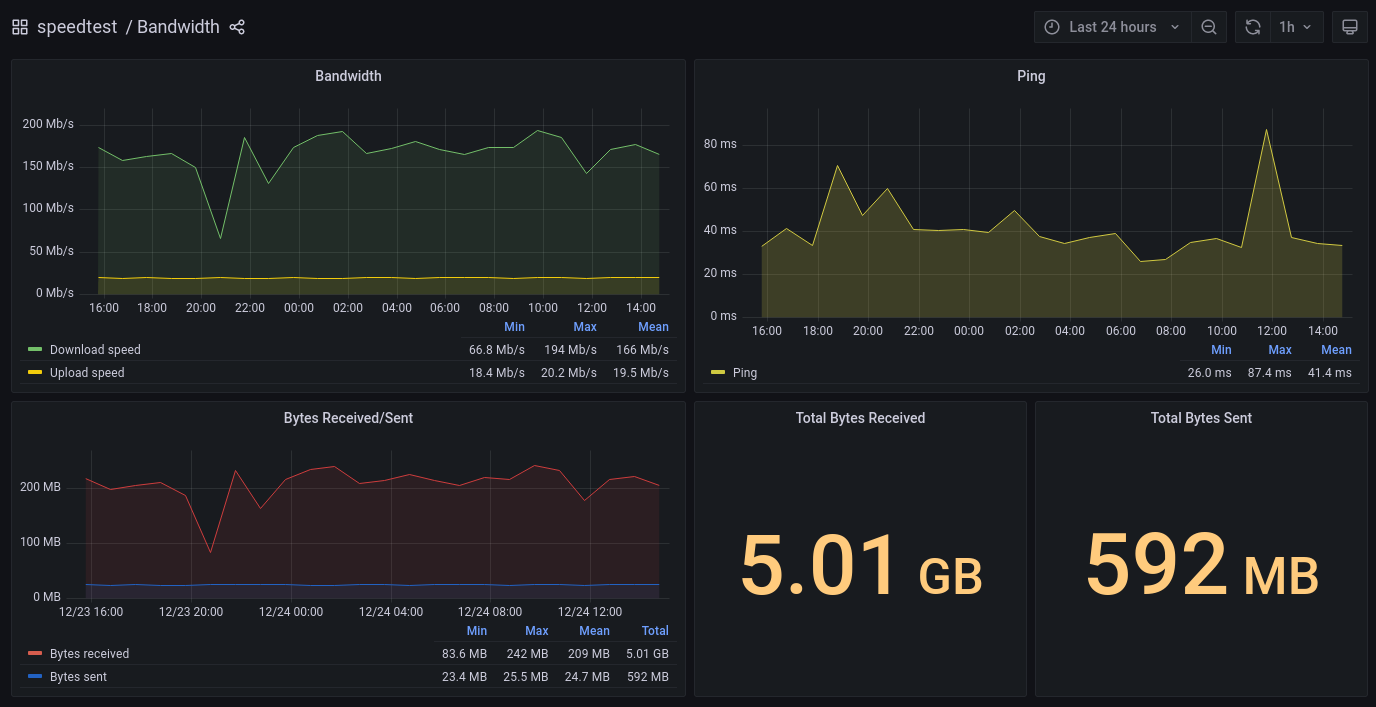 speedtest / Bandwidth
Last 24 hours
1h
Bandwidth
200 Mb/s
150 Mb/s
100 Mb/s
50 Mb/s
0 Mb/s
16:00 18:00 20:00 22:00 00:00 02:00 04:00 06:00 08:00 10:00 12:00 14:00
Min Max Mean
Download speed 66.8 Mb/s 194 Mb/s 166 Mb/s
Upload speed 18.4 Mb/s 20.2 Mb/s 19.5 Mb/s
Ping
80 ms
60 ms
40 ms
20 ms
0 ms
16:00 18:00 20:00 22:00 00:00 02:00 04:00 06:00 08:00 10:00 12:00 14:00
Min Max Mean
Ping 26.0 ms 87.4 ms 41.4 ms
Bytes Received/Sent
200 MB
100 MB
0 MB
12/23 16:00 12/23 20:00 12/24 00:00 12/24 04:00 12/24 08:00 12/24 12:00
Min Max Mean Total
Bytes received 83.6 MB 242 MB 209 MB 5.01 GB
Bytes sent 23.4 MB 25.5 MB 24.7 MB 592 MB
Total Bytes Received
5.01 GB
Total Bytes Sent
592 MB